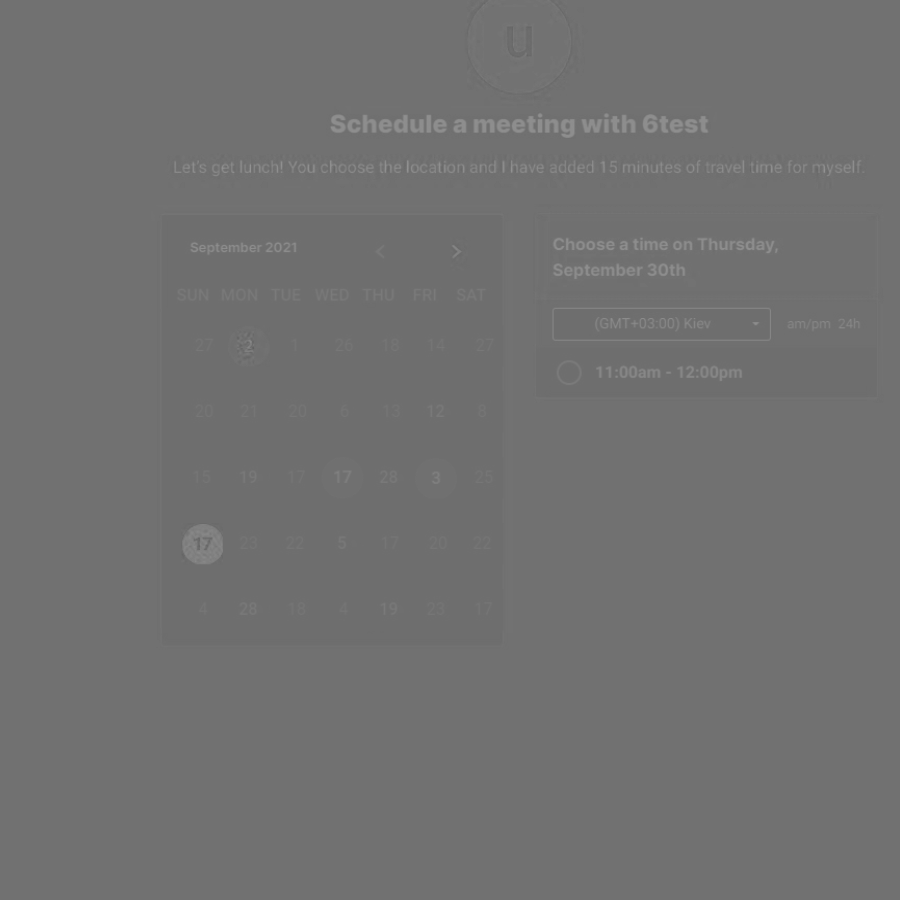 u
Schedule a meeting with 6test
Let's get lunch! You choose the location and I have added 15 minutes of travel time for myself.
September 2021
SUN MON TUE WED THU FRI SAT
27 2 1 26 18 14 27
20 21 20 6 13 12 8
15 19 17 17 28 3 25
17 23 22 5 17 20 22
4 28 18 4 19 23 17
Choose a time on Thursday,
September 30th
(GMT+03:00) Kiev
am/pm 24h
11:00am - 12:00pm